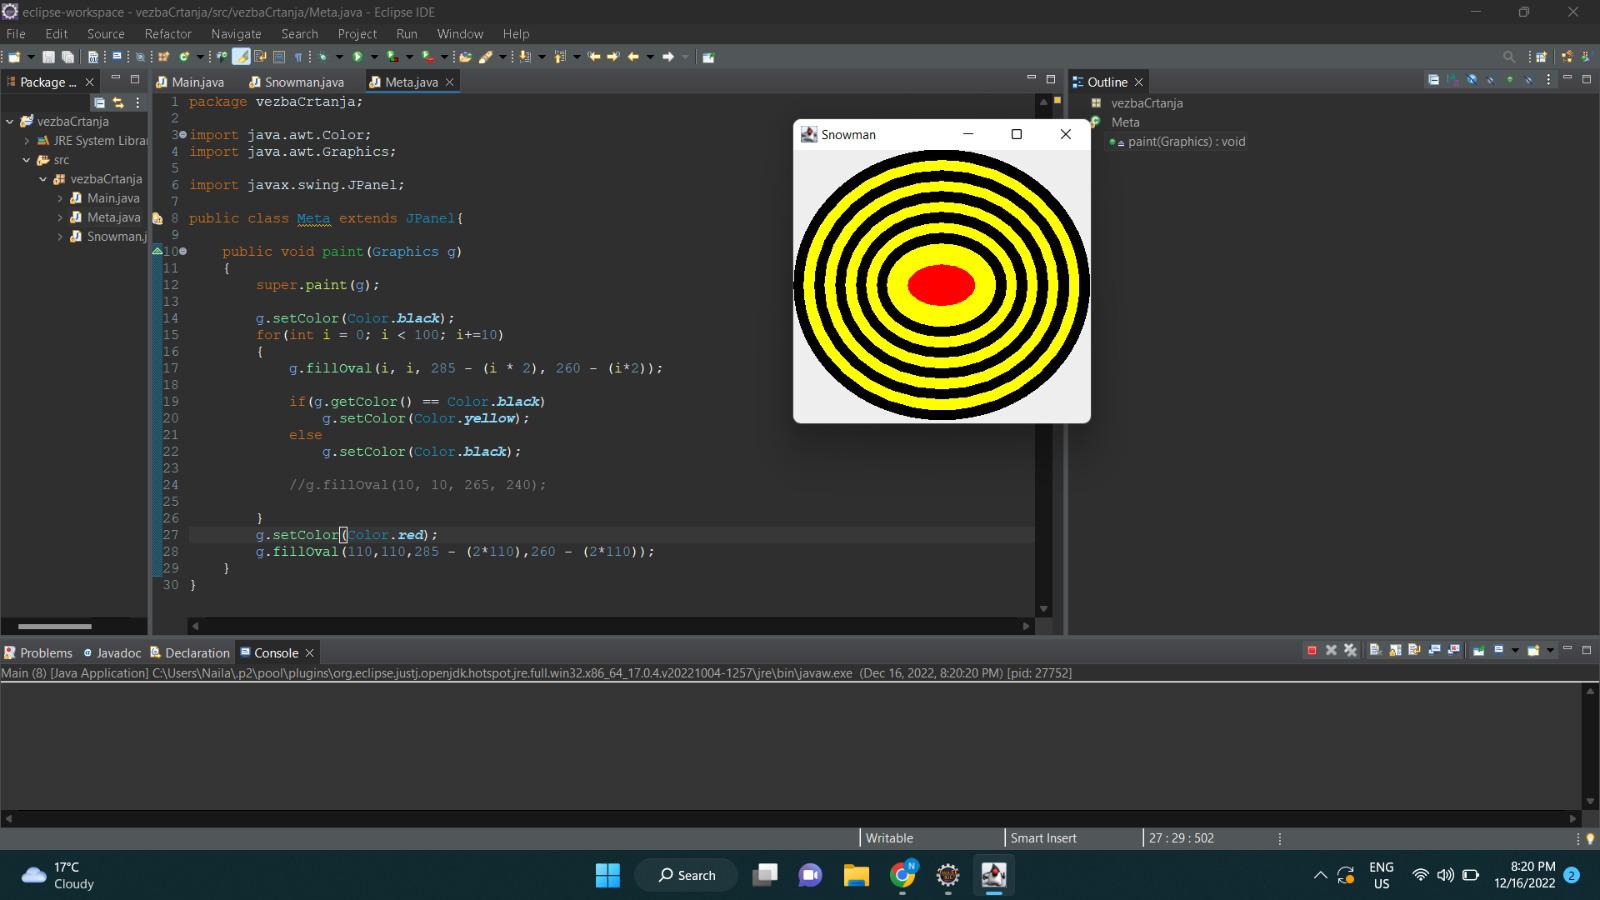 eclipse-workspace - vezbaCrtanja/src/vezbaCrtanja/Meta.java - Eclipse IDE
File Edit Source Refactor Navigate Search Project Run Window Help
Package ...
vezbaCrtanja
JRE System Librar
src
vezbaCrtanja
Main.java
Meta.java
Snowman.j
Main.java Snowman.java Meta.java
1 package vezbaCrtanja;
2
3 import java.awt.Color;
4 import java.awt.Graphics;
5
6 import javax.swing.JPanel;
7
8 public class Meta extends JPanel{
9
10 public void paint(Graphics g)
11 {
12 super.paint(g);
13
14 g.setColor(Color.black);
15 for(int i = 0; i < 100; i+=10)
16 {
17 g.fillOval(i, i, 285 - (i * 2), 260 - (i*2));
18
19 if(g.getColor() == Color.black)
20 g.setColor(Color.yellow);
21 else
22 g.setColor(Color.black);
23
24 //g.fillOval(10, 10, 265, 240);
25
26 }
27 g.setColor(Color.red);
28 g.fillOval(110,110,285 - (2*110),260 - (2*110));
29 }
30 }
Snowman
Outline
vezbaCrtanja
Meta
paint(Graphics) : void
Problems Javadoc Declaration Console
Main (8) [Java Application] C:\Users\Naila\.p2\pool\plugins\org.eclipse.justj.openjdk.hotspot.jre.full.win32.x86_64_17.0.4.v20221004-1257\jre\bin\javaw.exe (Dec 16, 2022, 8:20:20 PM) [pid: 27752]
Writable Smart Insert 27 : 29 : 502
17°C
Cloudy
Search
N
ENG
US
8:20 PM
12/16/2022
2